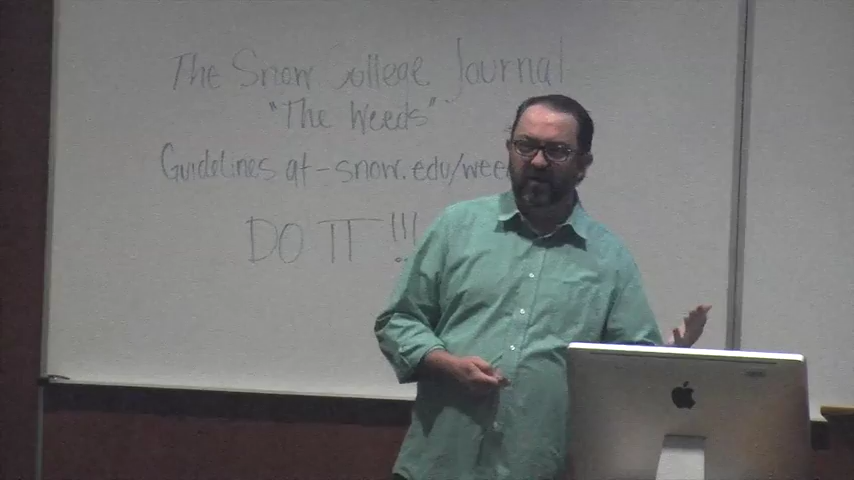 The Snow College Journal
"The Weeds"
Guidelines at - snow.edu/wee
DO IT !!!